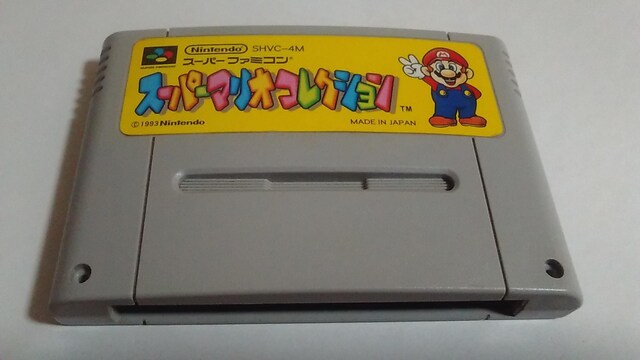 Nintendo SHVC-4M
スーパーファミコン®
スーパーマリオコレクション
TM
©1993 Nintendo
MADE IN JAPAN